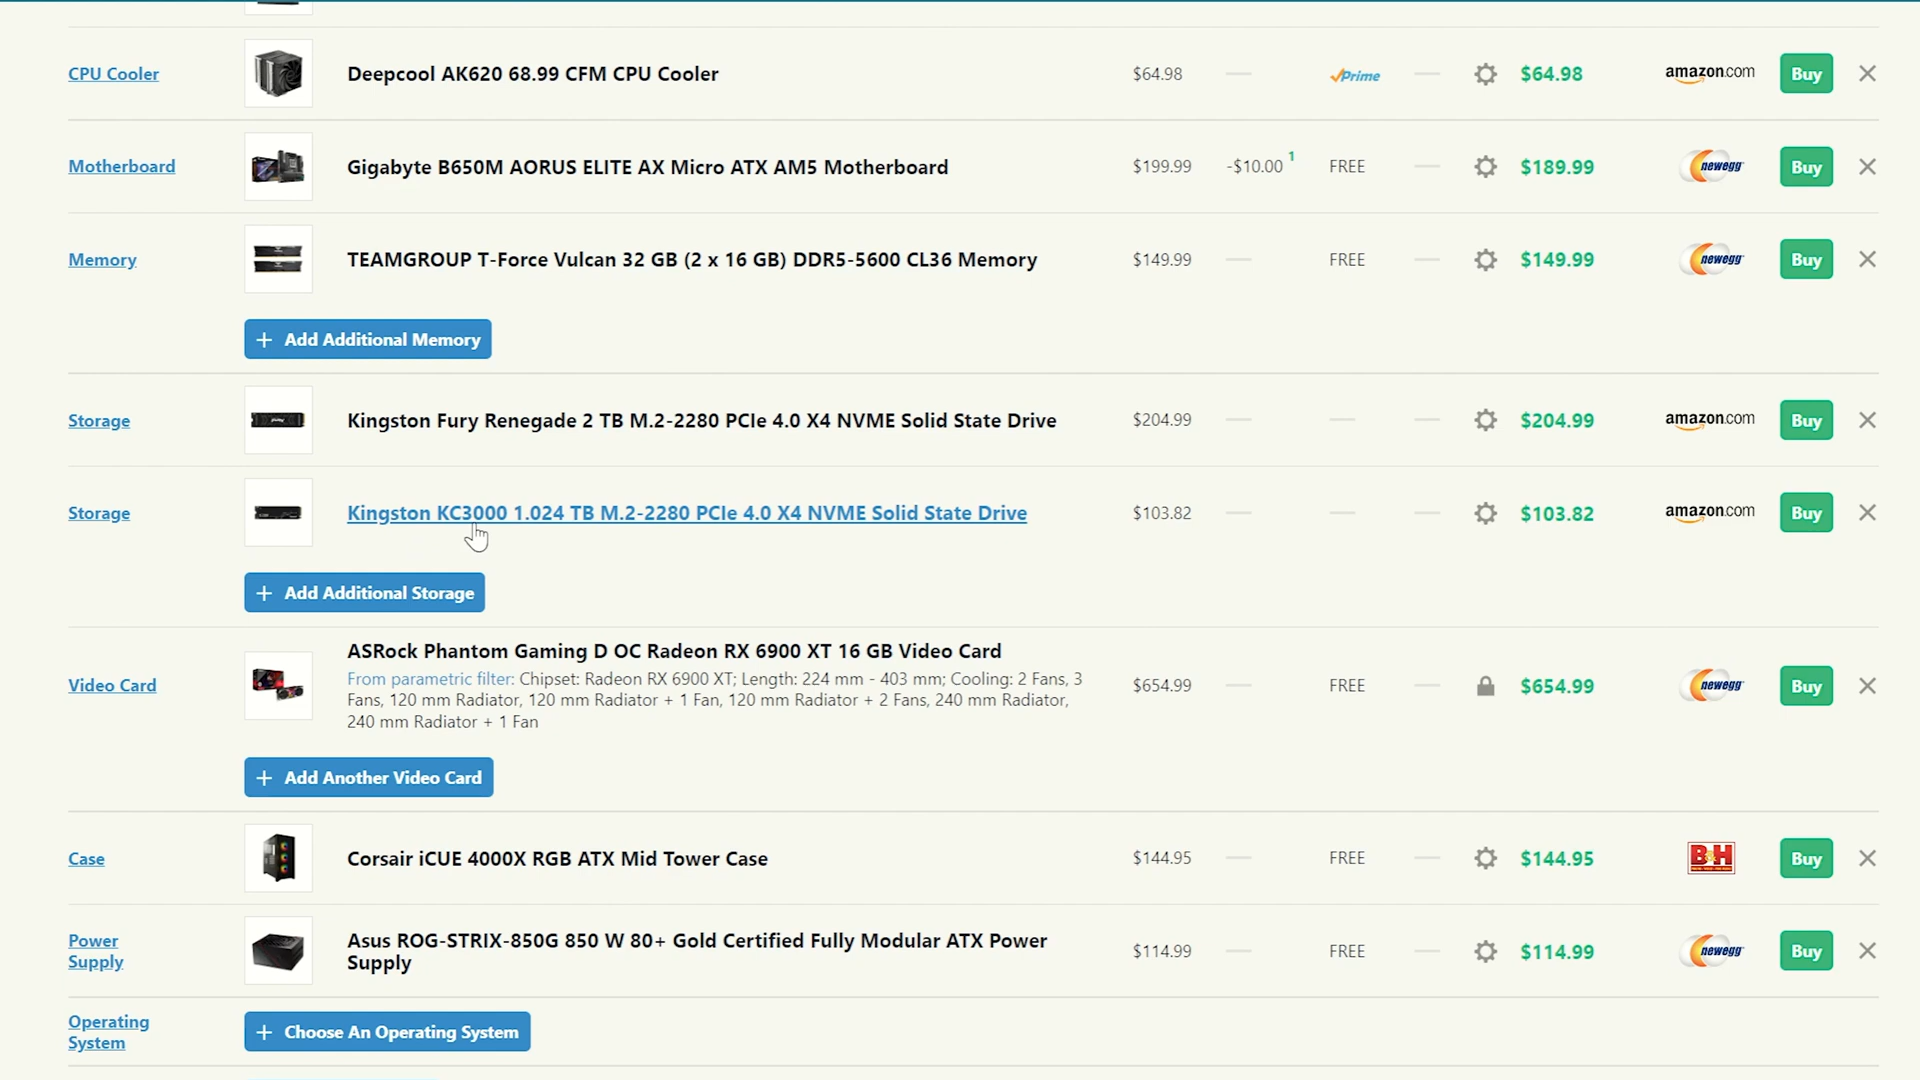 CPU Cooler Deepcool AK620 68.99 CFM CPU Cooler $64.98 — Prime — $64.98 amazon.com Buy
Motherboard Gigabyte B650M AORUS ELITE AX Micro ATX AM5 Motherboard $199.99 -$10.00 1 FREE — $189.99 newegg Buy
Memory TEAMGROUP T-Force Vulcan 32 GB (2 x 16 GB) DDR5-5600 CL36 Memory $149.99 — FREE — $149.99 newegg Buy
+ Add Additional Memory
Storage Kingston Fury Renegade 2 TB M.2-2280 PCIe 4.0 X4 NVME Solid State Drive $204.99 — — — $204.99 amazon.com Buy
Storage Kingston KC3000 1.024 TB M.2-2280 PCIe 4.0 X4 NVME Solid State Drive $103.82 — — — $103.82 amazon.com Buy
+ Add Additional Storage
Video Card ASRock Phantom Gaming D OC Radeon RX 6900 XT 16 GB Video Card
From parametric filter: Chipset: Radeon RX 6900 XT; Length: 224 mm - 403 mm; Cooling: 2 Fans, 3
Fans, 120 mm Radiator, 120 mm Radiator + 1 Fan, 120 mm Radiator + 2 Fans, 240 mm Radiator,
240 mm Radiator + 1 Fan
$654.99 — FREE — $654.99 newegg Buy
+ Add Another Video Card
Case Corsair iCUE 4000X RGB ATX Mid Tower Case $144.95 — FREE — $144.95 B&H Buy
Power
Supply
Asus ROG-STRIX-850G 850 W 80+ Gold Certified Fully Modular ATX Power
Supply
$114.99 — FREE — $114.99 newegg Buy
Operating
System
+ Choose An Operating System